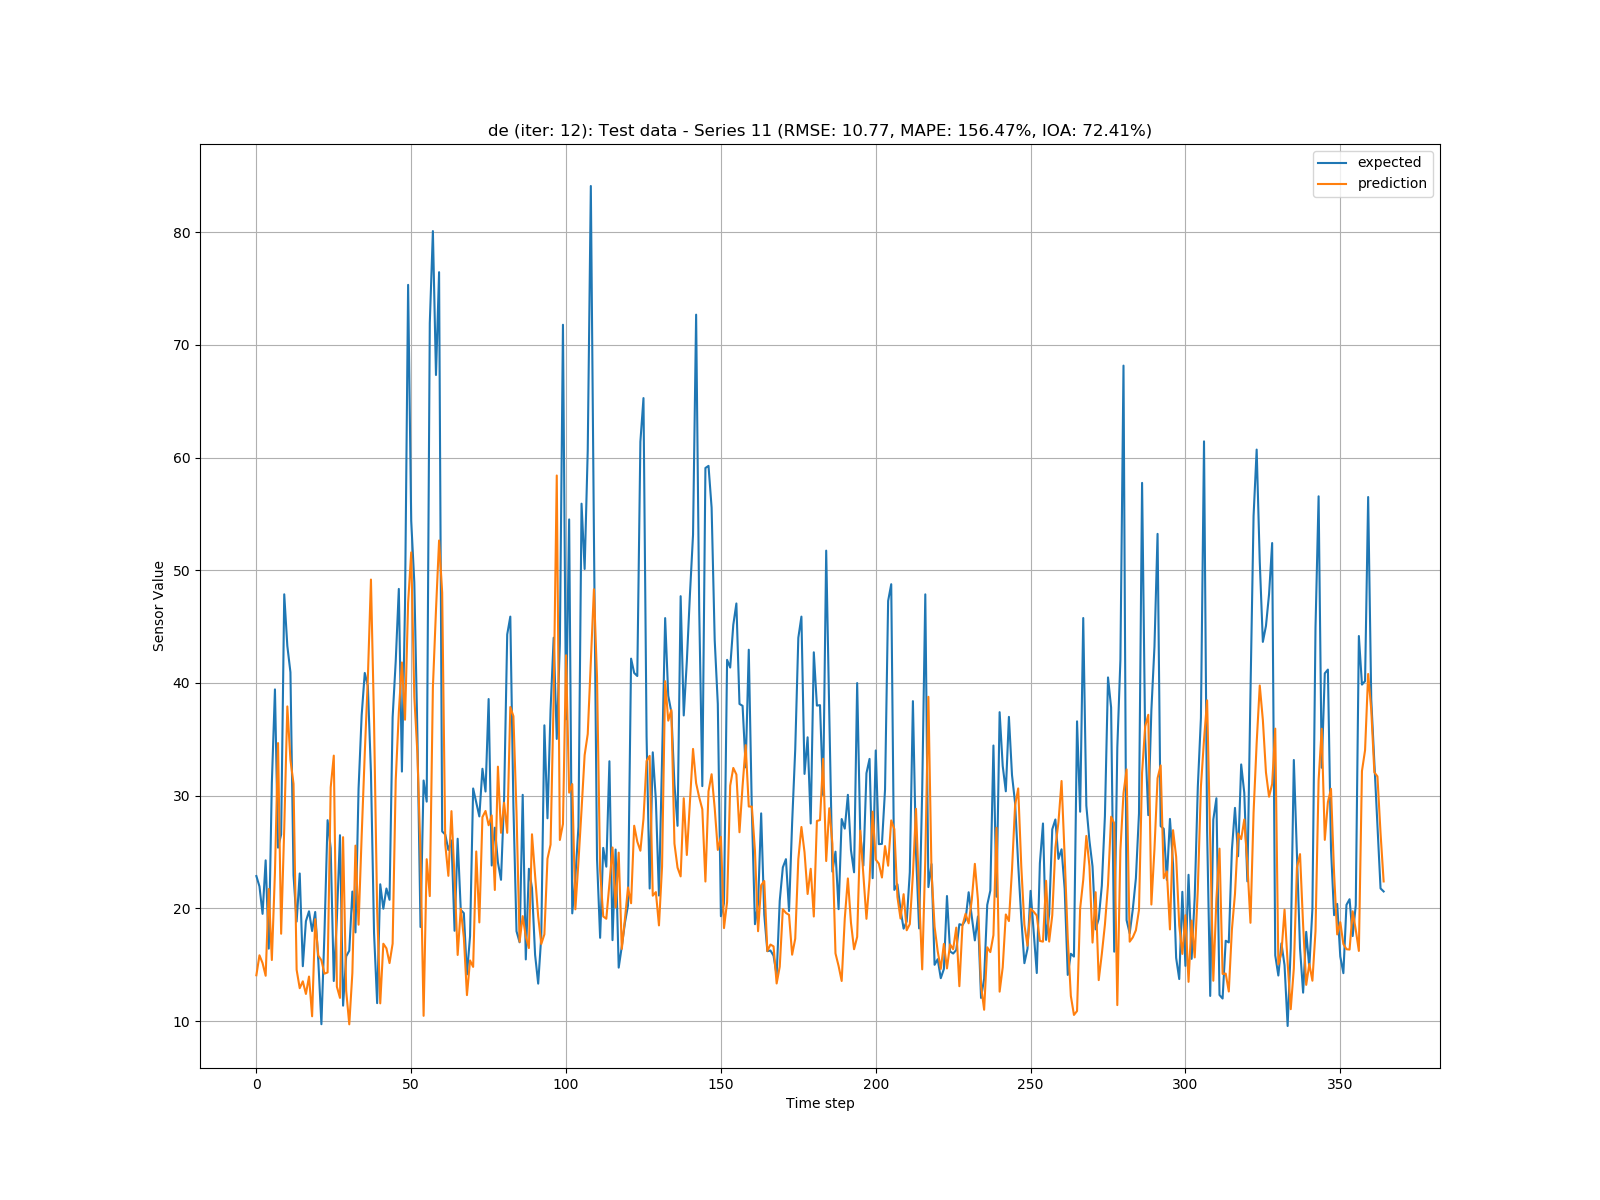 de (iter: 12): Test data - Series 11 (RMSE: 10.77, MAPE: 156.47%, IOA: 72.41%)
expected
prediction
80
70
60
50
40
30
20
10
Sensor Value
0 50 100 150 200 250 300 350
Time step